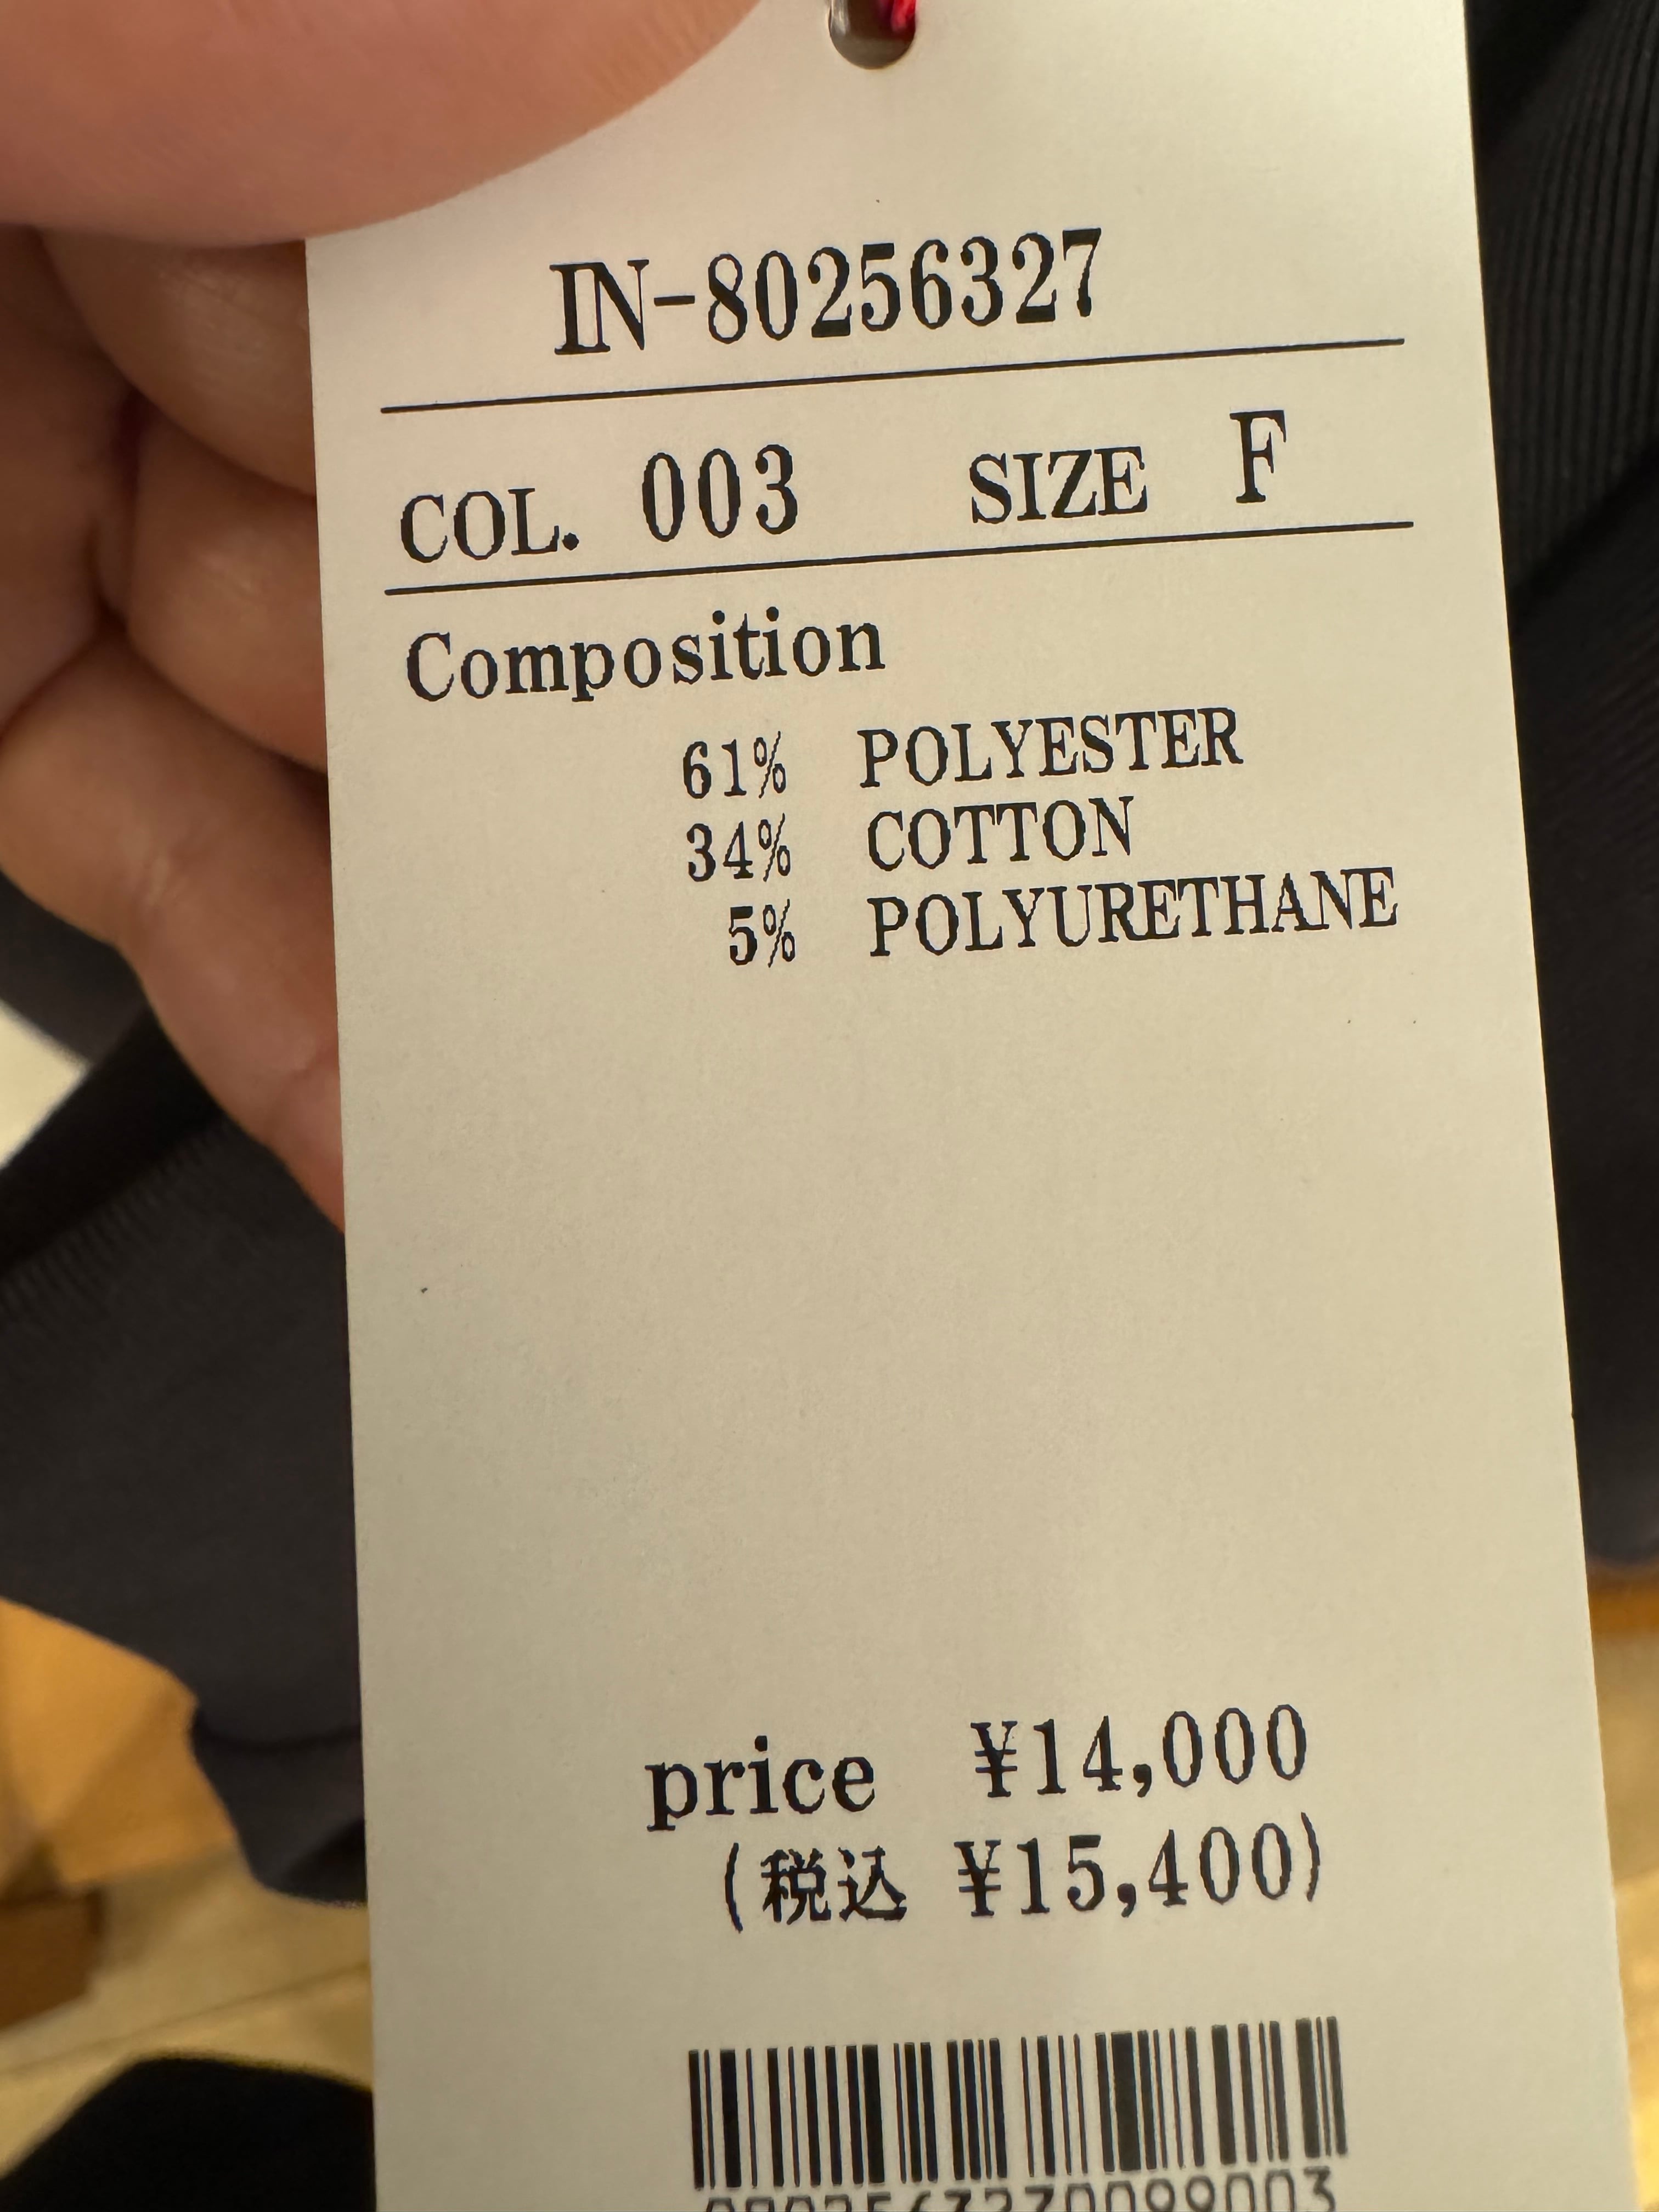 IN-80256327
COL. 003 SIZE F
Composition
61% POLYESTER
34% COTTON
5% POLYURETHANE
price ¥14,000
(税込 ¥15,400)